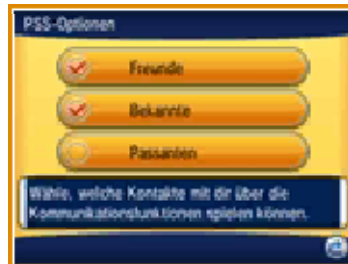 PSS-Optionen
Freunde
Bekannte
Passanten
Wähle, welche Kontakte mit dir über die
Kommunikationsfunktionen spielen können.